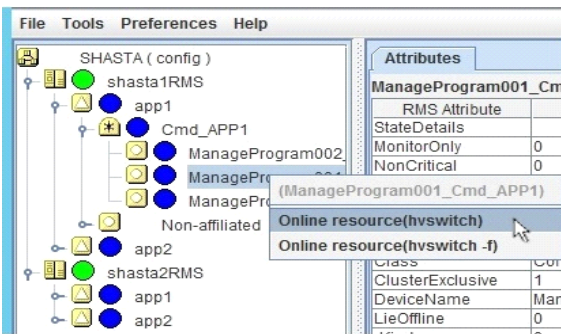 File Tools Preferences Help
SHASTA ( config )
shasta1RMS
app1
Cmd_APP1
ManageProgram002_
ManagePro
ManagePro
Non-affiliated
app2
shasta2RMS
app1
app2
Attributes
ManageProgram001_Cm
RMS Attribute
StateDetails
MonitorOnly 0
NonCritical 0
(ManageProgram001_Cmd_APP1)
Online resource(hvswitch)
Online resource(hvswitch -f)
ClusterExclusive 1
DeviceName Mar
LieOffline 0